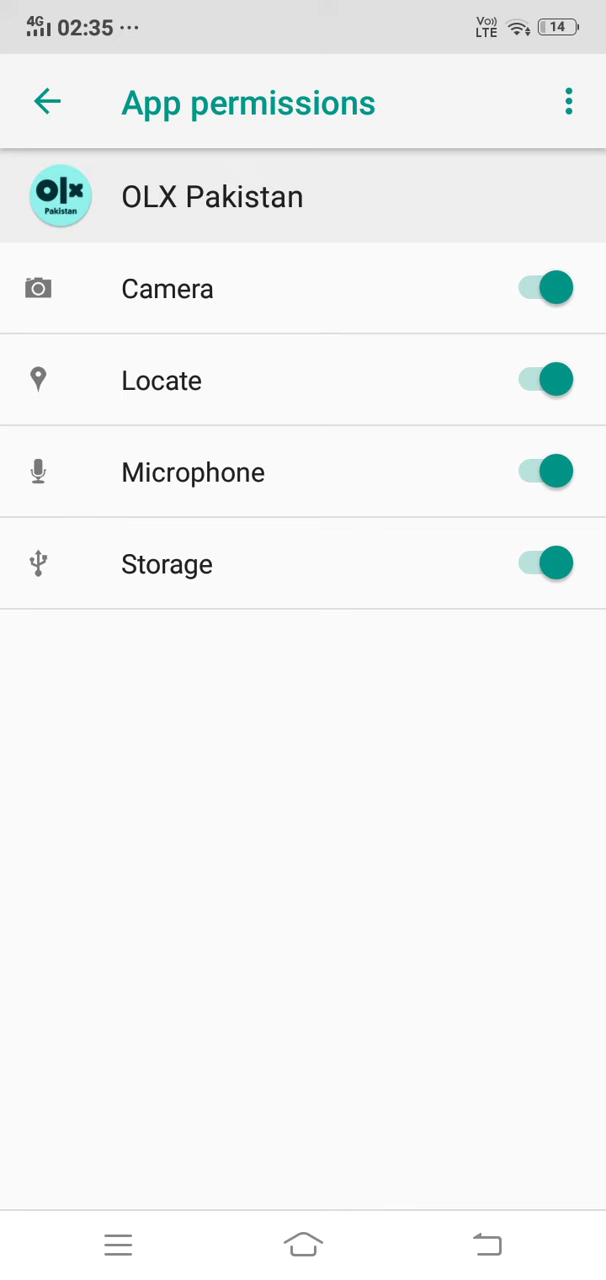 4G 02:35 ... Vo)) LTE 14
App permissions
olx Pakistan
OLX Pakistan
Camera
Locate
Microphone
Storage